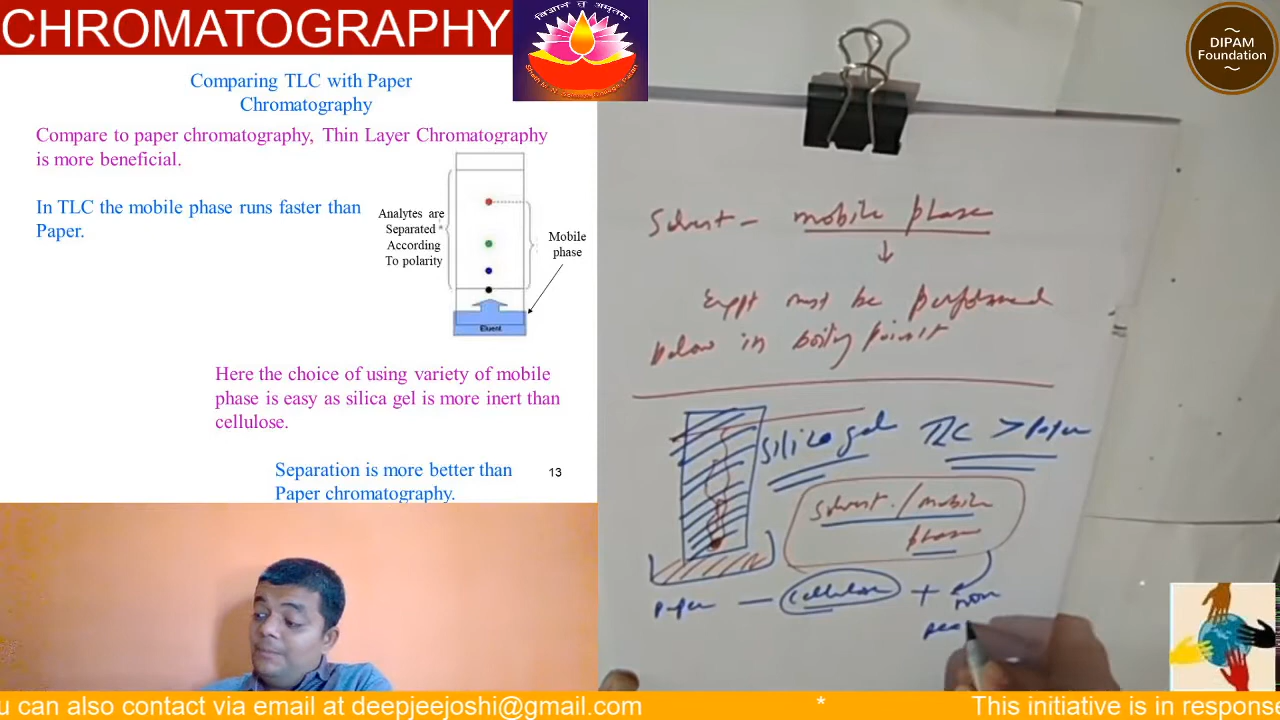 CHROMATOGRAPHY
विज्ञानं तु अमृतम्
DIPAM
Foundation
Comparing TLC with Paper
Chromatography
Compare to paper chromatography, Thin Layer Chromatography
is more beneficial.
In TLC the mobile phase runs faster than
Paper.
Analytes are
Separated
According
To polarity
Mobile
phase
Eluent
Here the choice of using variety of mobile
phase is easy as silica gel is more inert than
cellulose.
Separation is more better than
Paper chromatography.
13
Solvent - mobile phase
Expt must be performed
below in boiling point
Silica gel TLC > Paper
Solvent / mobile
phase
Paper — cellulose + non
u can also contact via email at deepjeejoshi@gmail.com * This initiative is in response